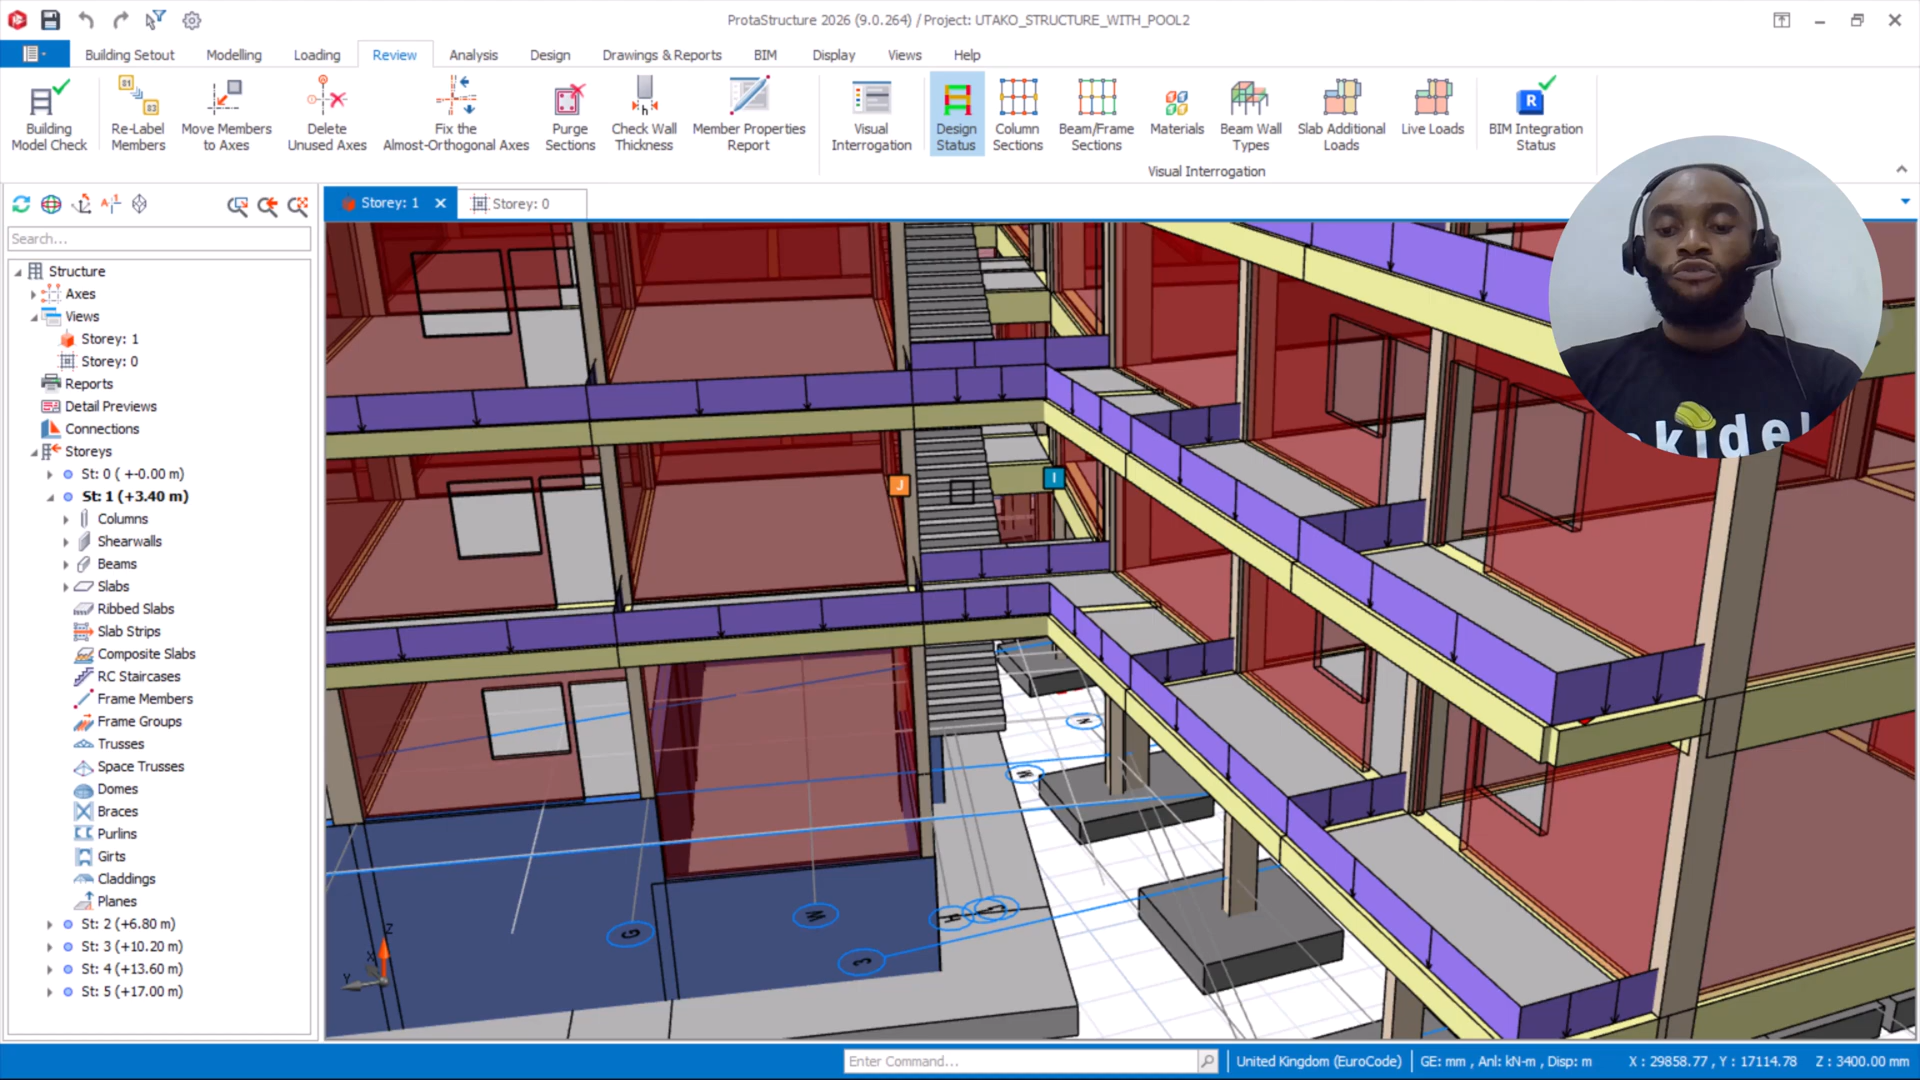 ProtaStructure 2026 (9.0.264) / Project: UTAKO_STRUCTURE_WITH_POOL2
Building Setout
Modelling
Loading
Review
Analysis
Design
Drawings & Reports
BIM
Display
Views
Help
Building Model Check
Re-Label Members
Move Members to Axes
Delete Unused Axes
Fix the Almost-Orthogonal Axes
Purge Sections
Check Wall Thickness
Member Properties Report
Visual Interrogation
Design Status
Column Sections
Beam/Frame Sections
Materials
Beam Wall Types
Slab Additional Loads
Live Loads
BIM Integration Status
Visual Interrogation
Storey: 1
Storey: 0
Search...
Structure
Axes
Views
Storey: 1
Storey: 0
Reports
Detail Previews
Connections
Storeys
St: 0 ( +-0.00 m)
St: 1 (+3.40 m)
Columns
Shearwalls
Beams
Slabs
Ribbed Slabs
Slab Strips
Composite Slabs
RC Staircases
Frame Members
Frame Groups
Trusses
Space Trusses
Domes
Braces
Purlins
Girts
Claddings
Planes
St: 2 (+6.80 m)
St: 3 (+10.20 m)
St: 4 (+13.60 m)
St: 5 (+17.00 m)
J
I
G
W
H
3
Z
X
Y
Enter Command...
United Kingdom (EuroCode)
GE: mm , Anl: kN-m , Disp: m
X : 29858.77 , Y : 17114.78
Z : 3400.00 mm